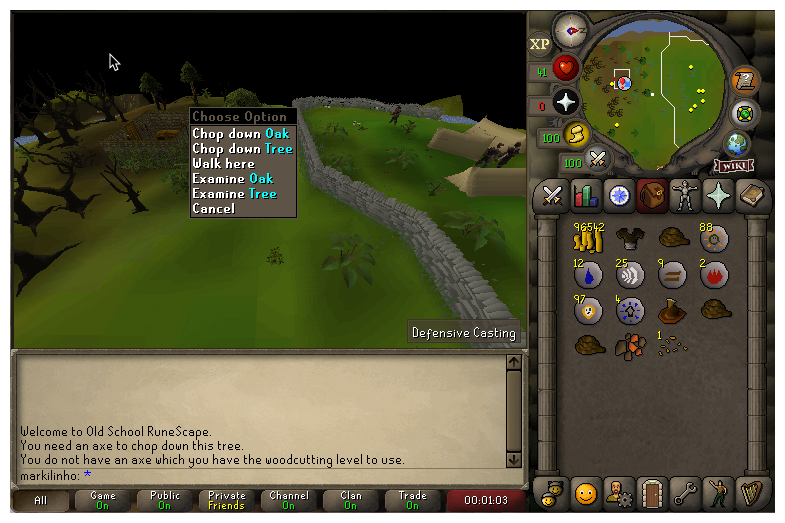 XP
41
0
100
100
WIKI
Choose Option
Chop down Oak
Chop down Tree
Walk here
Examine Oak
Examine Tree
Cancel
Defensive Casting
96542
88
12
25
9
2
97
4
1
Welcome to Old School RuneScape.
You need an axe to chop down this tree.
You do not have an axe which you have the woodcutting level to use.
markilinho: *
All
Game
On
Public
On
Private
Friends
Channel
On
Clan
On
Trade
On
00:01:03